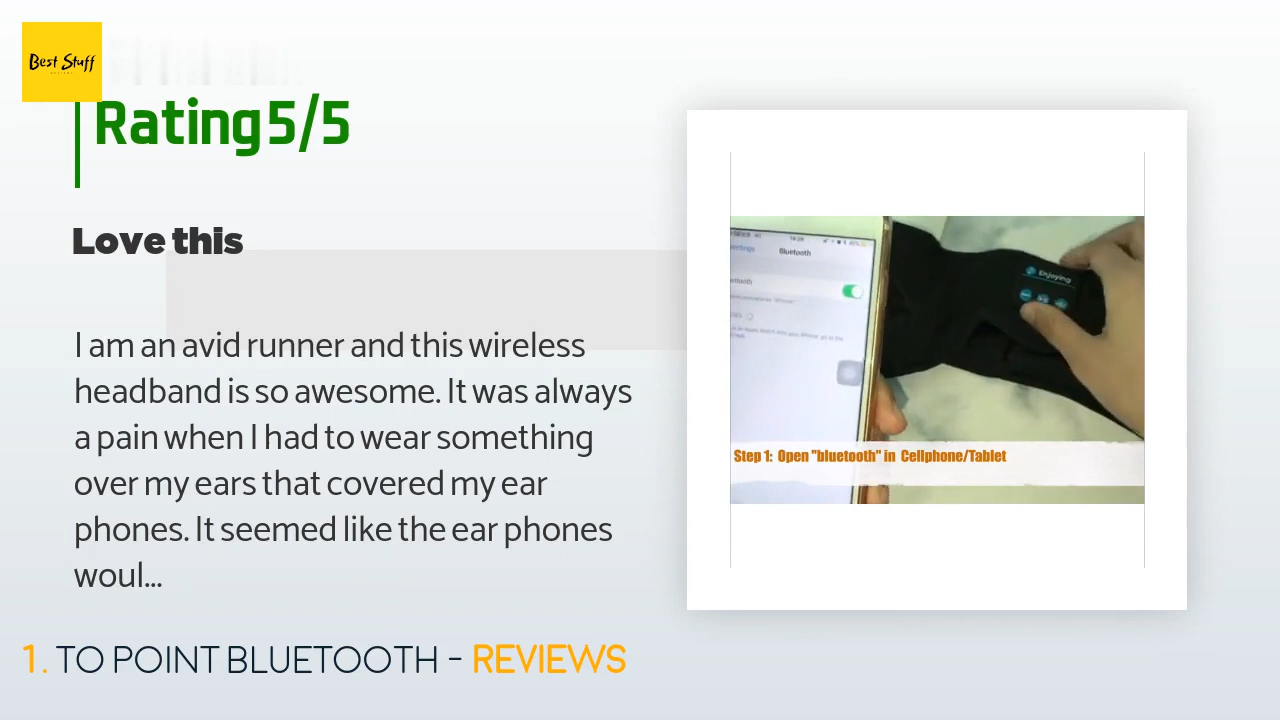 Best Stuff
Rating 5/5
Love this
I am an avid runner and this wireless
headband is so awesome. It was always
a pain when I had to wear something
over my ears that covered my ear
phones. It seemed like the ear phones
woul...
Bluetooth
Enjoying
Step 1: Open "bluetooth" in Cellphone/Tablet
1. TO POINT BLUETOOTH - REVIEWS